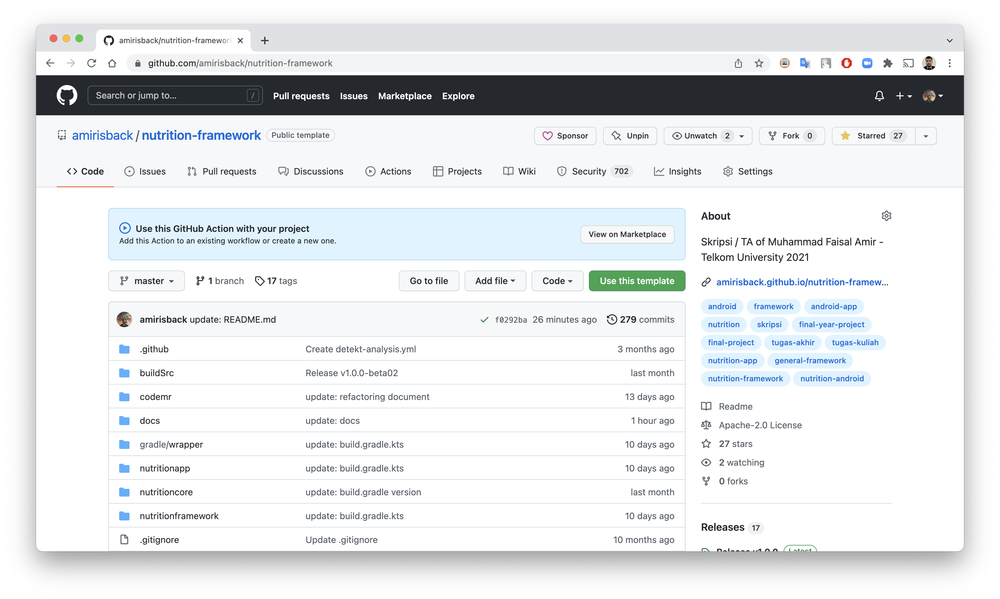 amirisback/nutrition-framework
github.com/amirisback/nutrition-framework
Search or jump to... /
Pull requests Issues Marketplace Explore
amirisback / nutrition-framework Public template
Sponsor Unpin Unwatch 2 Fork 0 Starred 27
Code Issues Pull requests Discussions Actions Projects Wiki Security 702 Insights Settings
Use this GitHub Action with your project
Add this Action to an existing workflow or create a new one.
View on Marketplace
master 1 branch 17 tags Go to file Add file Code Use this template
amirisback update: README.md f0292ba 26 minutes ago 279 commits
.github Create detekt-analysis.yml 3 months ago
buildSrc Release v1.0.0-beta02 last month
codemr update: refactoring document 13 days ago
docs update: docs 1 hour ago
gradle/wrapper update: build.gradle.kts 10 days ago
nutritionapp update: build.gradle.kts 10 days ago
nutritioncore update: build.gradle version last month
nutritionframework update: build.gradle.kts 10 days ago
.gitignore Update .gitignore 10 months ago
About
Skripsi / TA of Muhammad Faisal Amir -
Telkom University 2021
amirisback.github.io/nutrition-framew...
android framework android-app
nutrition skripsi final-year-project
final-project tugas-akhir tugas-kuliah
nutrition-app general-framework
nutrition-framework nutrition-android
Readme
Apache-2.0 License
27 stars
2 watching
0 forks
Releases 17
Release v1.0.0 Latest